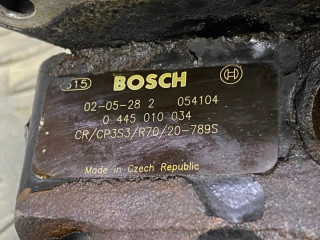 615 BOSCH
02-05-28 2 054104
0 445 010 034
CR/CP3S3/R70/20-789S
Made in Czech Republic